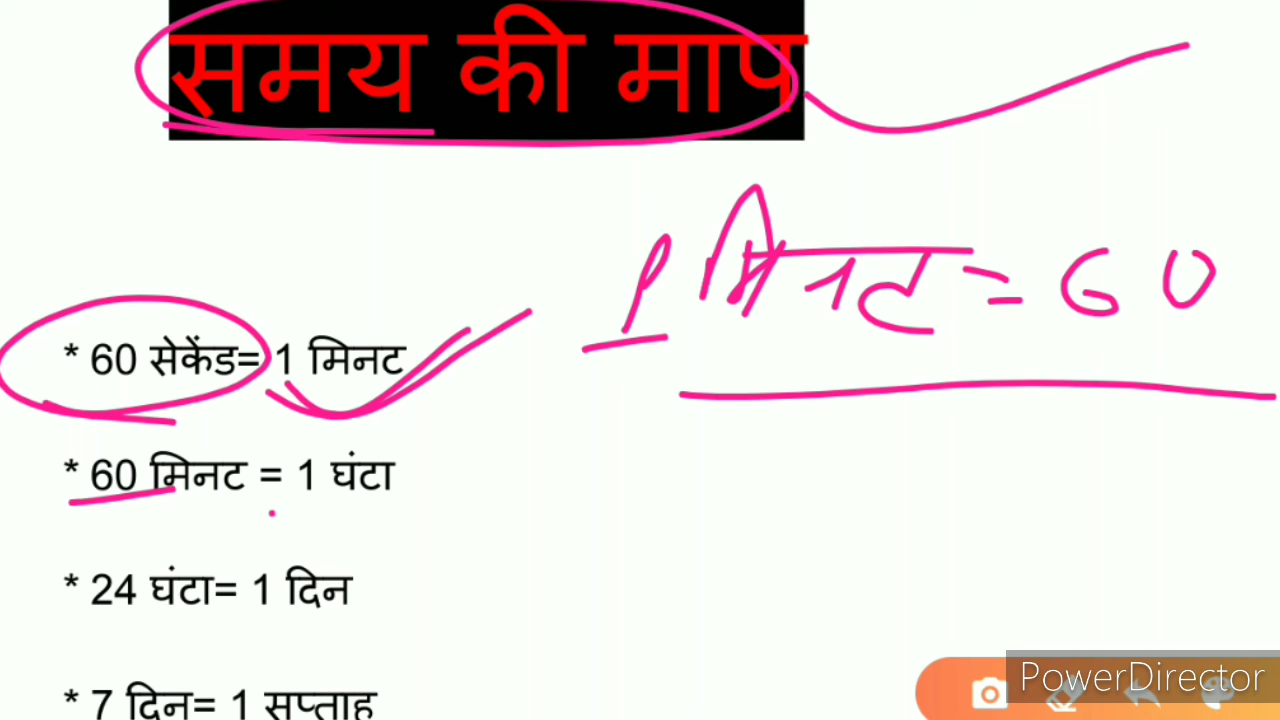 समय की माप
1 मिनट = 60
* 60 सेकेंड= 1 मिनट
* 60 मिनट = 1 घंटा
* 24 घंटा= 1 दिन
* 7 दिन= 1 सप्ताह
PowerDirector